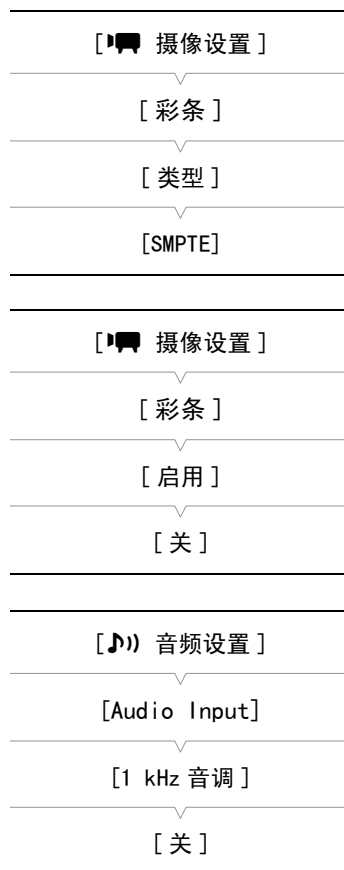 [ 摄像设置 ]
[ 彩条 ]
[ 类型 ]
[SMPTE]
[ 摄像设置 ]
[ 彩条 ]
[ 启用 ]
[ 关 ]
[ 音频设置 ]
[Audio Input]
[1 kHz 音调 ]
[ 关 ]